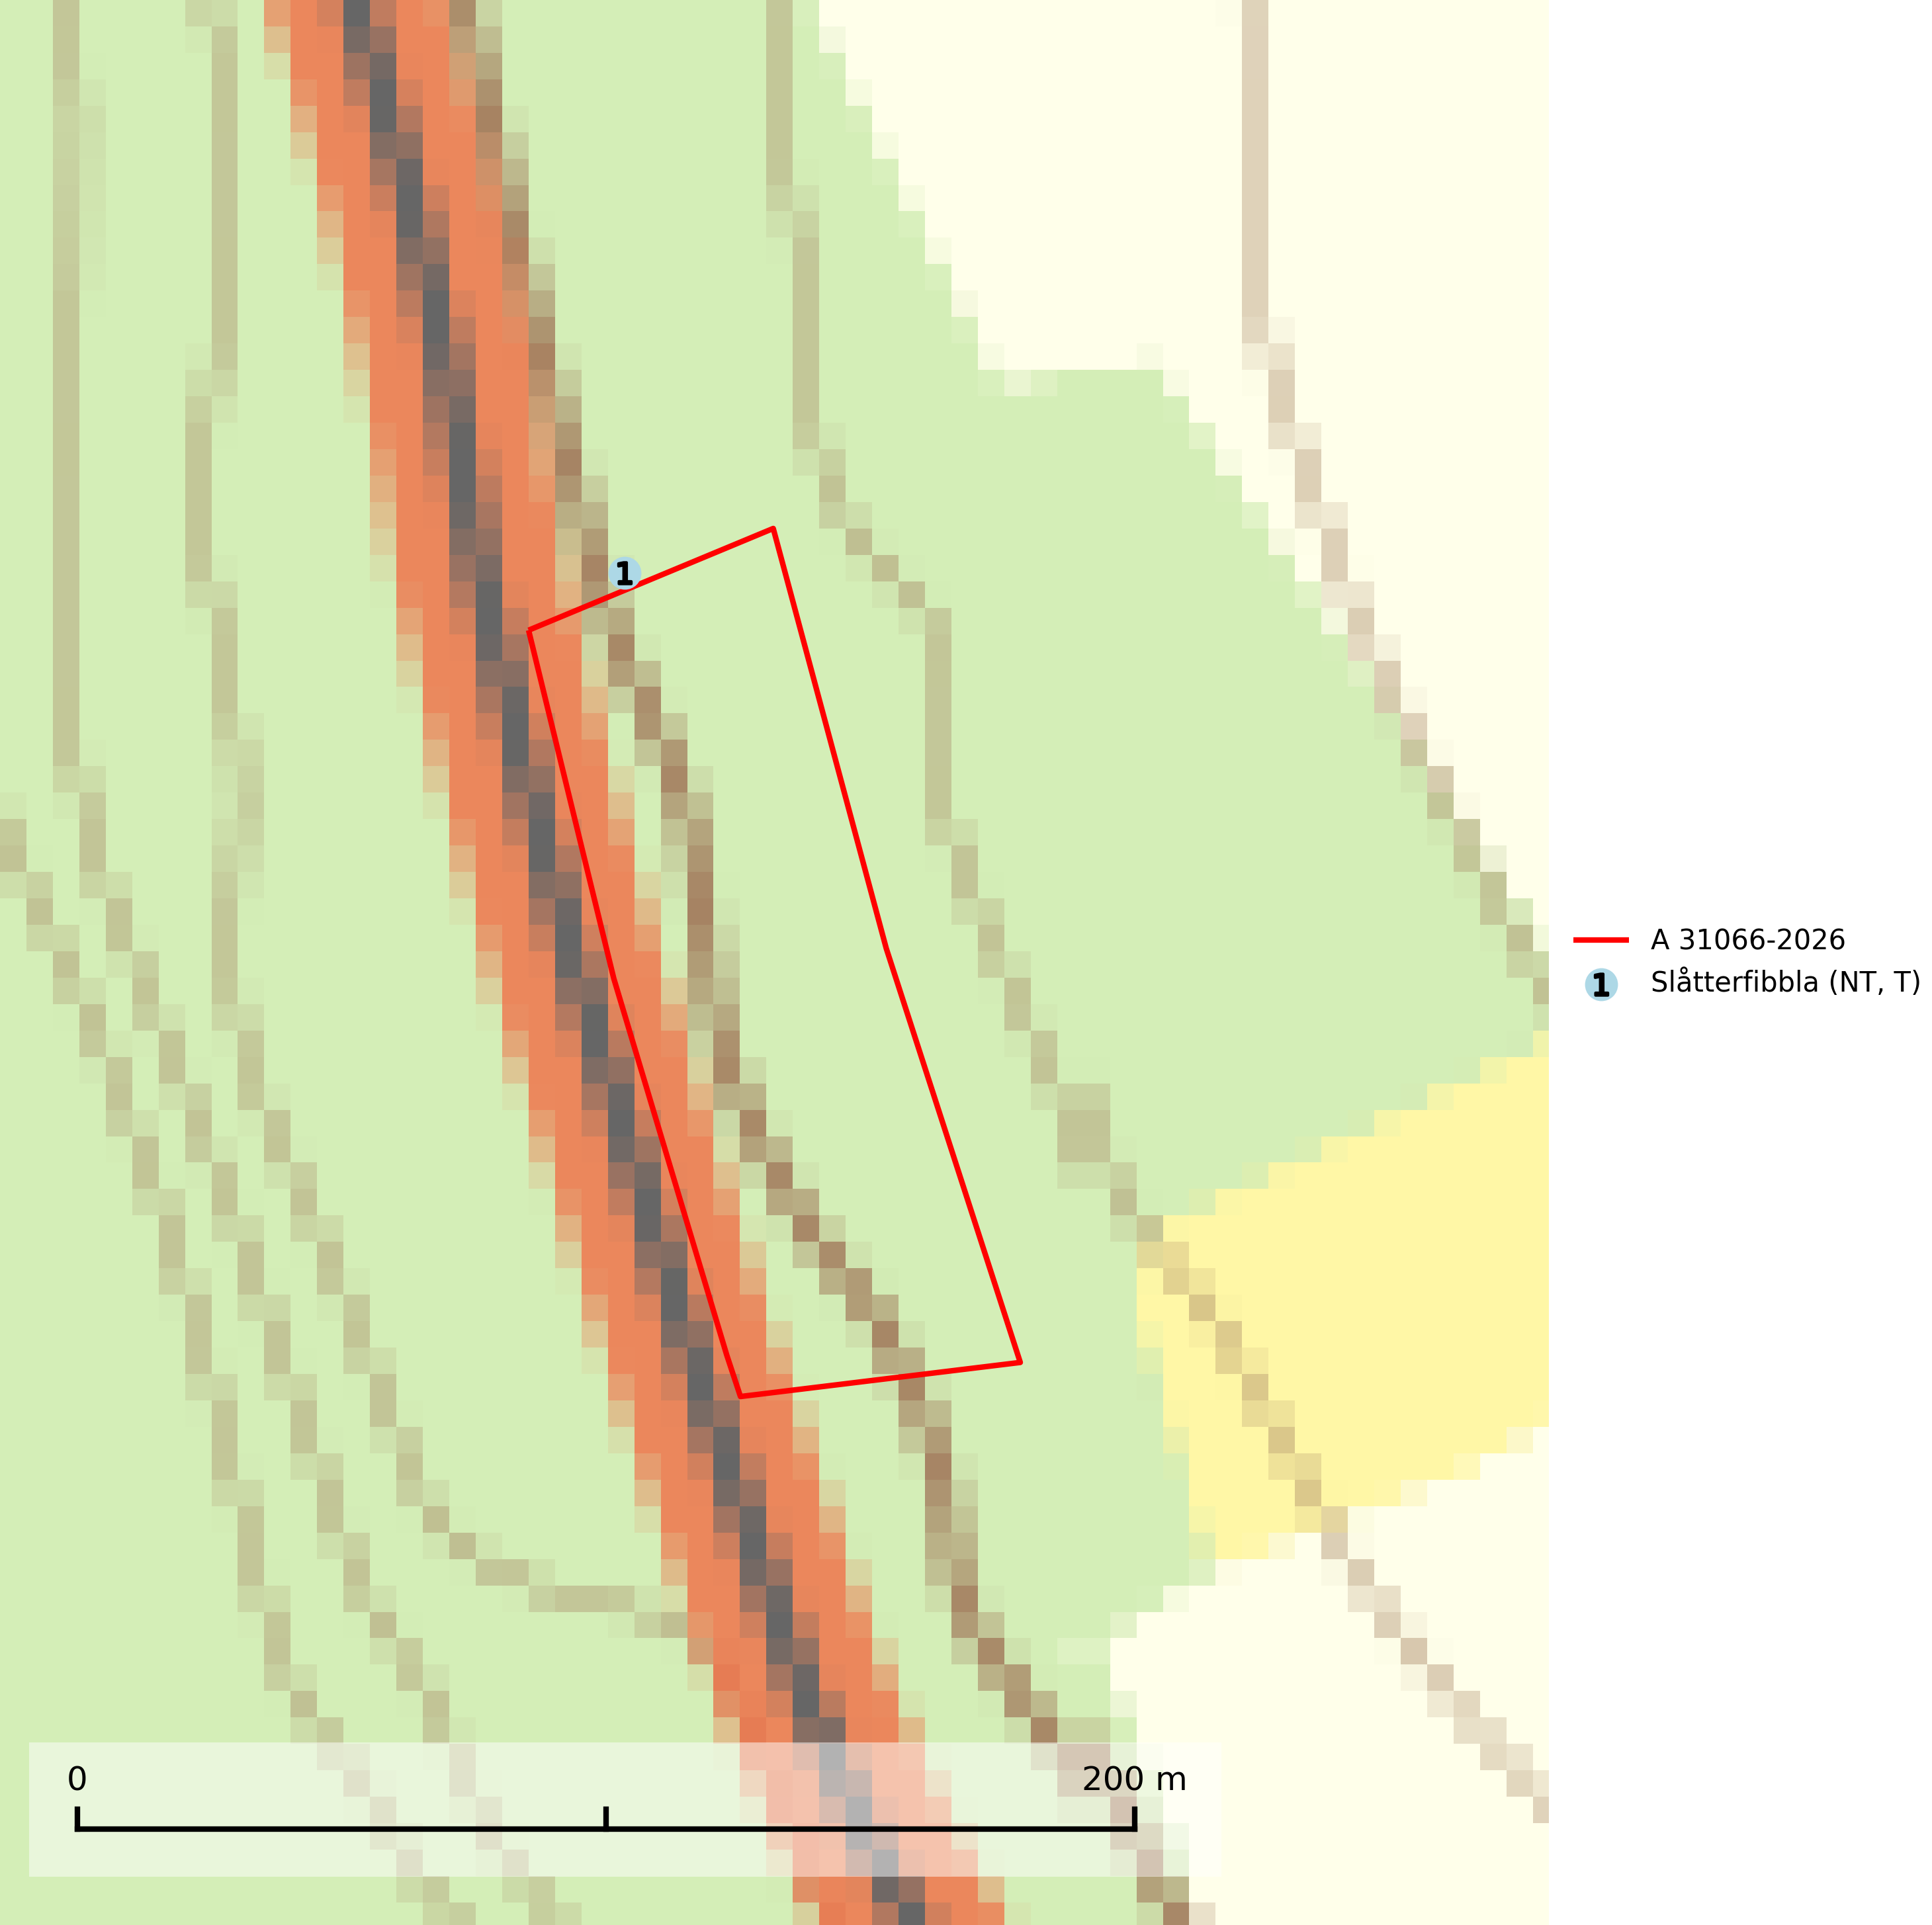 1
A 31066-2026
1 Slåtterfibbla (NT, T)
0 200 m